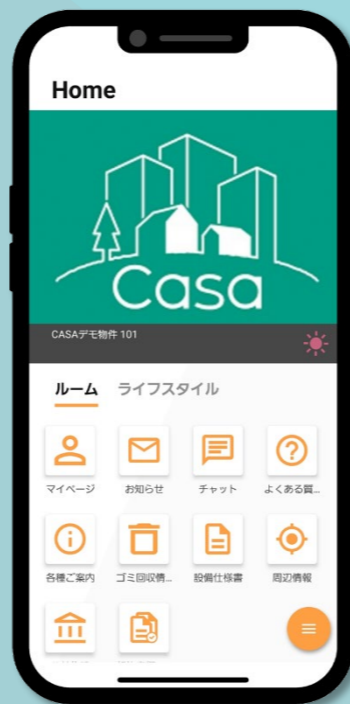 Home
Casa
CASAデモ物件 101
ルーム ライフスタイル
マイページ お知らせ チャット よくある質...
各種ご案内 ゴミ回収情... 設備仕様書 周辺情報